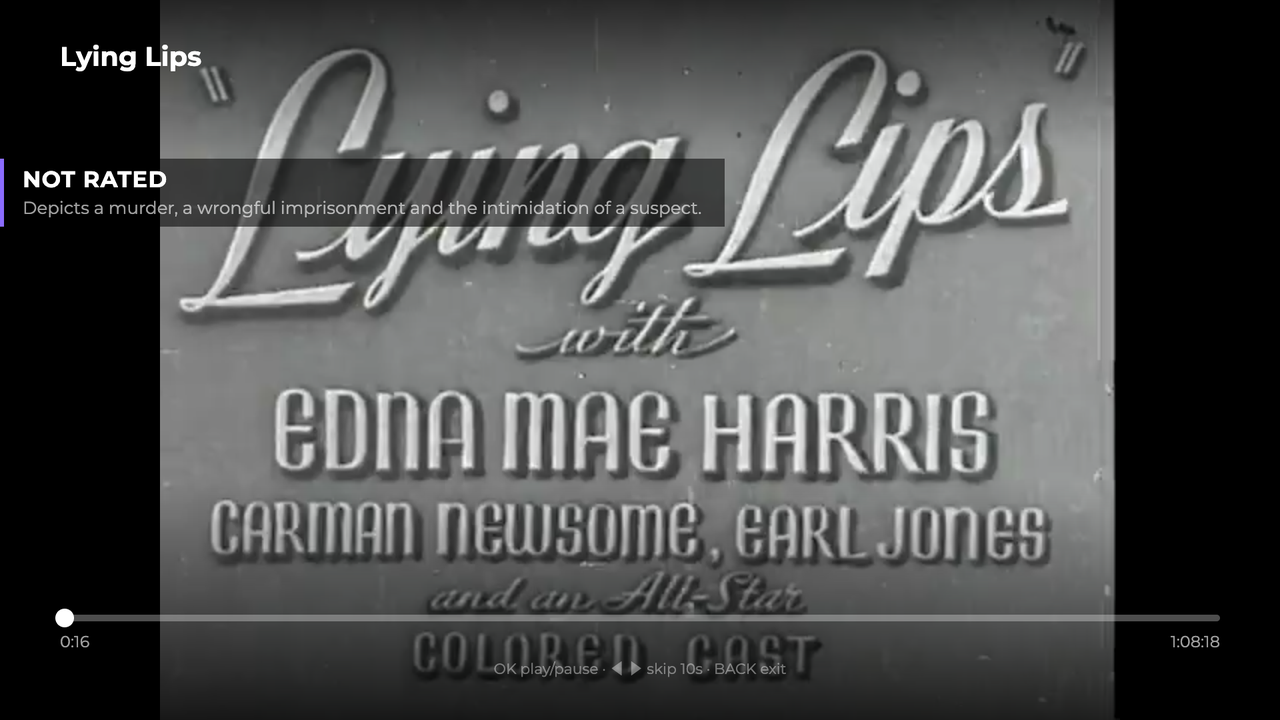 Lying Lips
"Lying Lips"
NOT RATED
Depicts a murder, a wrongful imprisonment and the intimidation of a suspect.
with
EDNA MAE HARRIS
CARMAN NEWSOME, EARL JONES
and an All-Star
COLORED CAST
0:16
1:08:18
OK play/pause · ◀ ▶ skip 10s · BACK exit